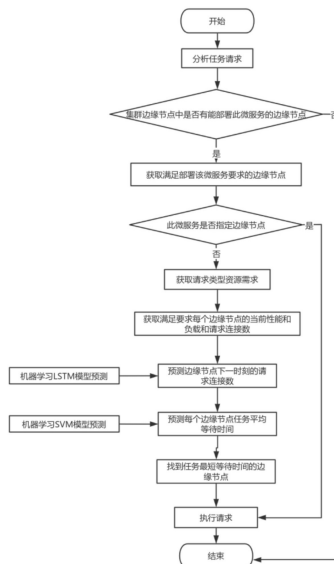 开始
分析任务请求
集群边缘节点中是否有能部署此微服务的边缘节点
否
是
获取满足部署该微服务要求的边缘节点
此微服务是否指定边缘节点
是
否
获取请求类型资源需求
获取满足要求每个边缘节点的当前性能和
负载和请求连接数
机器学习LSTM模型预测
预测边缘节点下一时刻的请
求连接数
机器学习SVM模型预测
预测每个边缘节点任务平均
等待时间
找到任务最短等待时间的边
缘节点
执行请求
结束